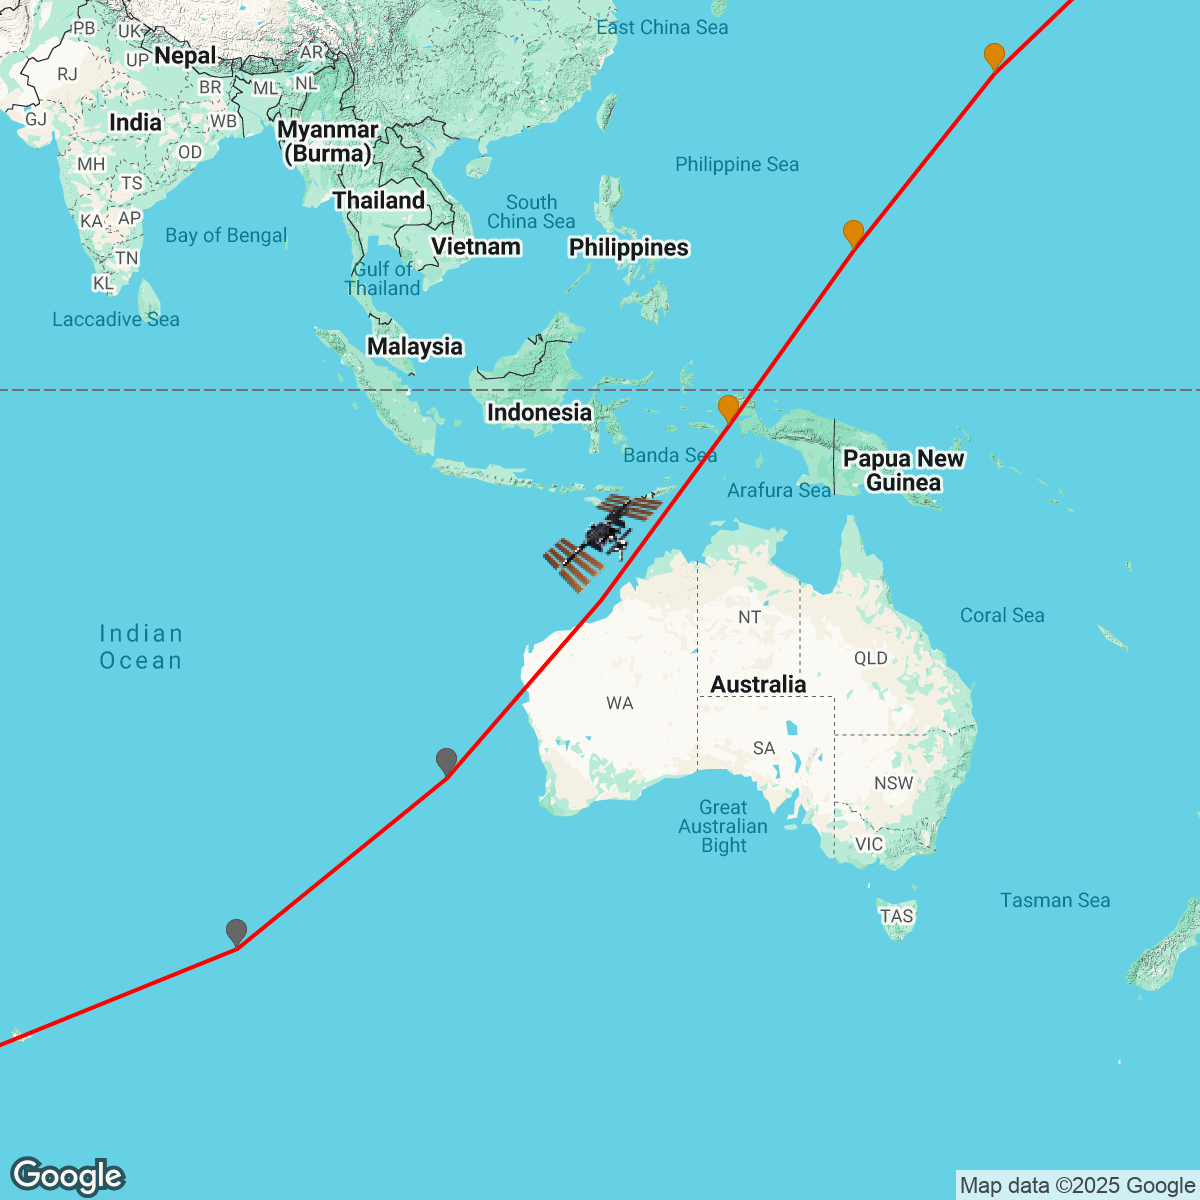 East China Sea
PB
UK
Nepal
AR
UP
RJ
BR
ML
NL
GJ
India
WB
Myanmar
(Burma)
OD
MH
Philippine Sea
TS
Thailand
South
China Sea
KA
AP
Bay of Bengal
Vietnam
Philippines
TN
Gulf of
Thailand
KL
Laccadive Sea
Malaysia
Indonesia
Banda Sea
Papua New
Guinea
Arafura Sea
Indian
Ocean
NT
Coral Sea
QLD
Australia
WA
SA
NSW
Great
Australian
Bight
VIC
Tasman Sea
TAS
Google
Map data ©2025 Google